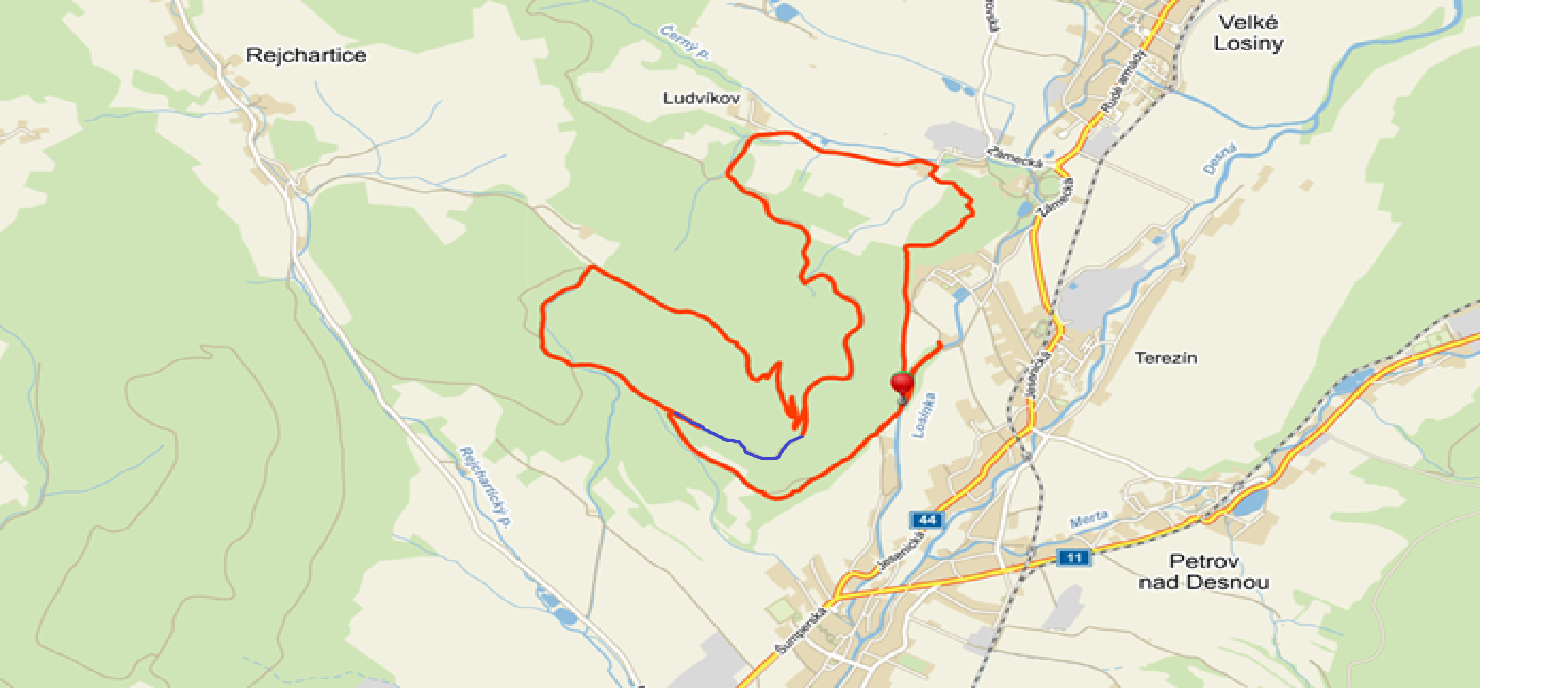 Velké
Losiny
Rejchartice
Černý p.
Ludvíkov
Rudé armády
Zámecká
Desná
Zámecká
Terezín
Jesenická
Losinka
Rejchartický p.
44
Merta
Jesenická
11
Petrov
nad Desnou
Šumperská